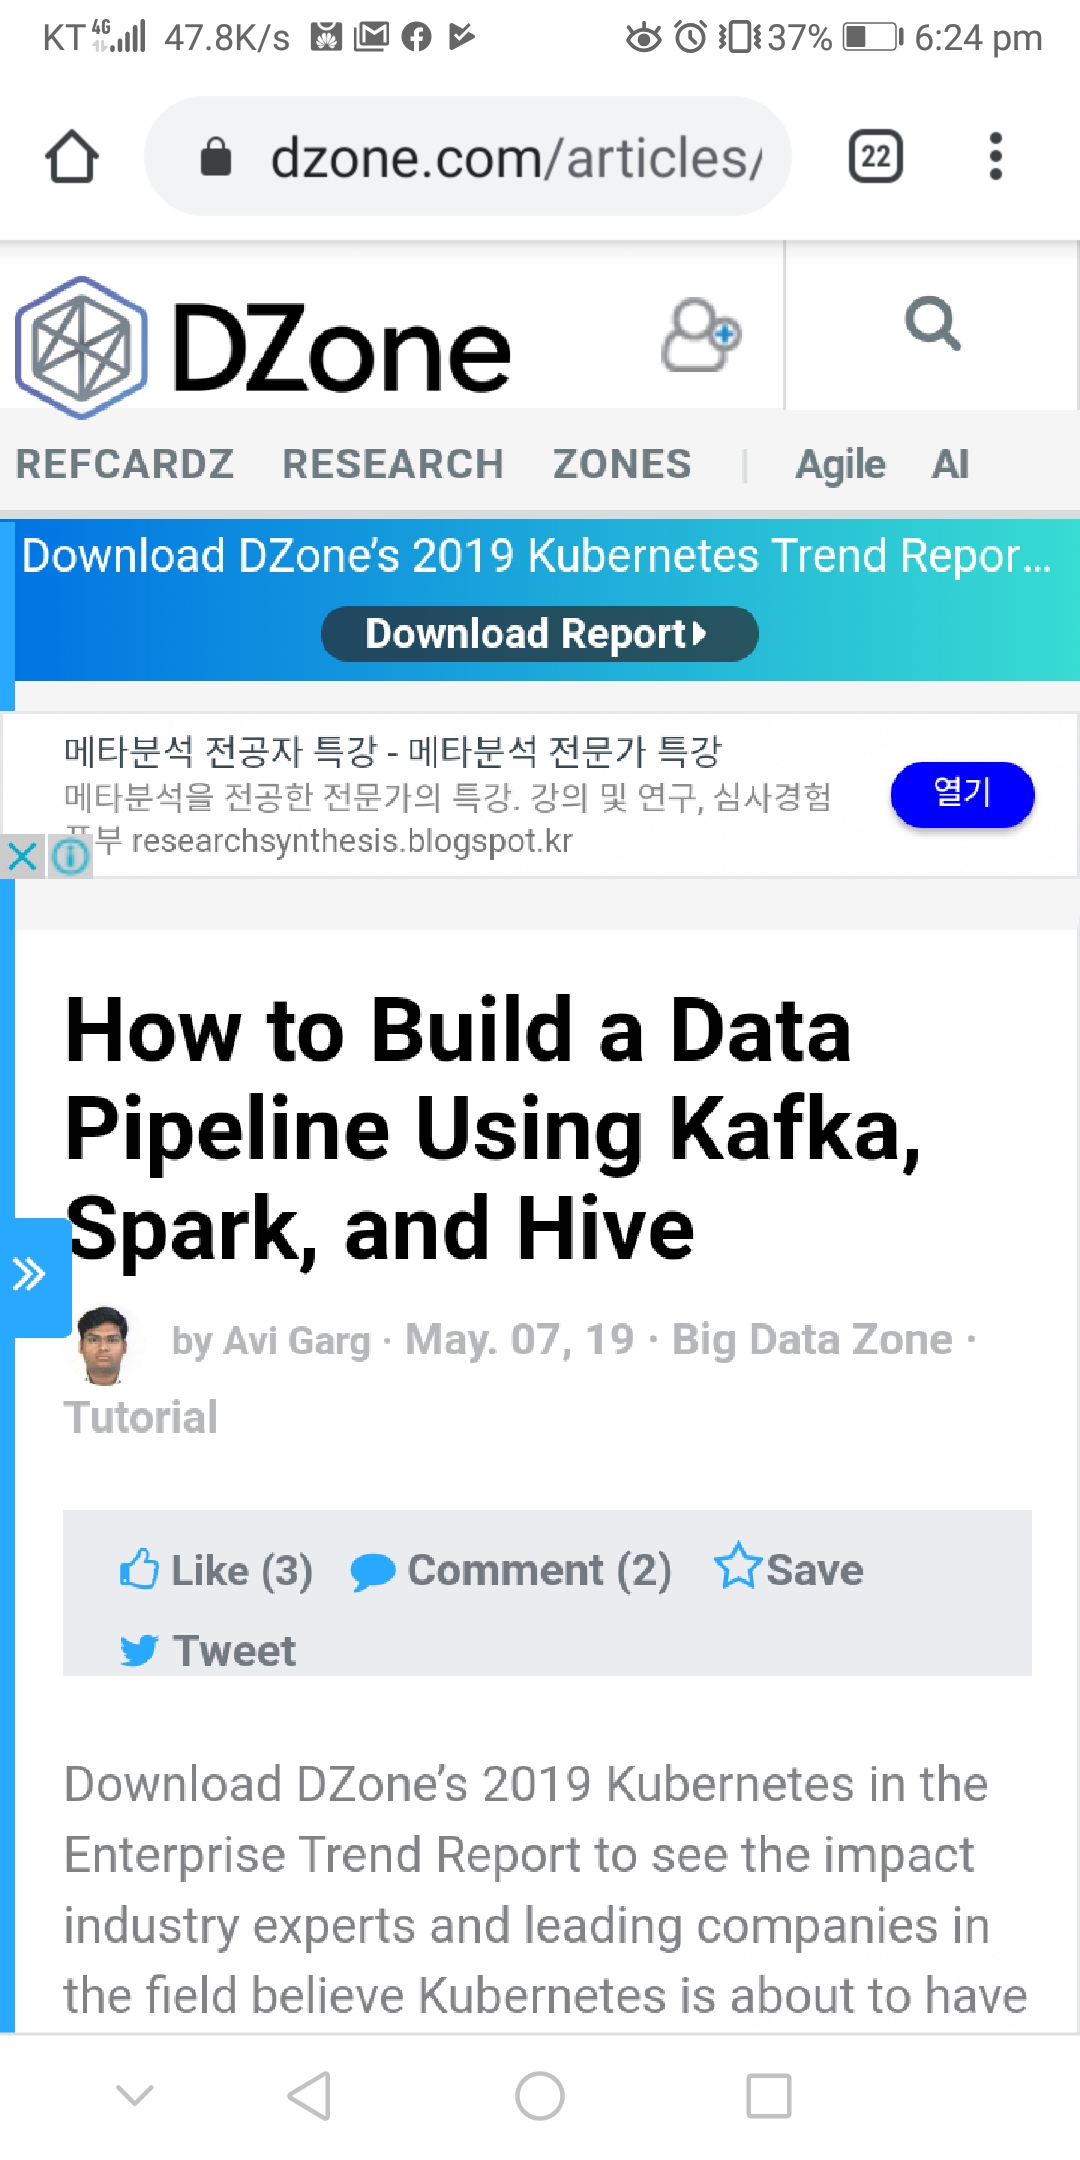 KT 4G 47.8K/s 37% 6:24 pm
dzone.com/articles/ 22
DZone
REFCARDZ RESEARCH ZONES | Agile AI
Download DZone’s 2019 Kubernetes Trend Repor...
Download Report
메타분석 전공자 특강 - 메타분석 전문가 특강
메타분석을 전공한 전문가의 특강. 강의 및 연구, 심사경험
열기
풍부 researchsynthesis.blogspot.kr
How to Build a Data
Pipeline Using Kafka,
Spark, and Hive
by Avi Garg · May. 07, 19 · Big Data Zone ·
Tutorial
Like (3) Comment (2) Save
Tweet
Download DZone’s 2019 Kubernetes in the
Enterprise Trend Report to see the impact
industry experts and leading companies in
the field believe Kubernetes is about to have